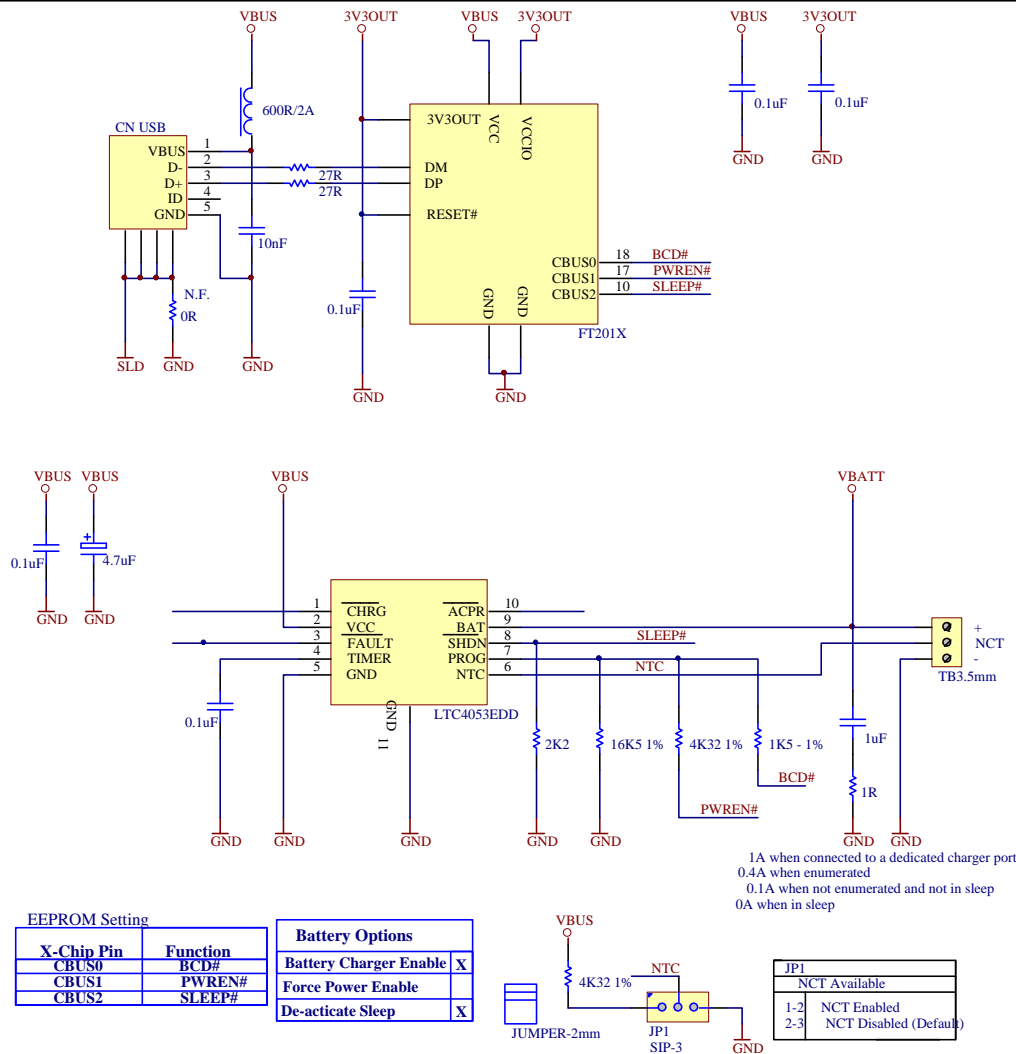 VBUS
3V3OUT
VBUS
3V3OUT
VBUS
3V3OUT
600R/2A
0.1uF
0.1uF
GND
GND
CN USB
VBUS 1
D- 2
D+ 3
ID 4
GND 5
27R
27R
10nF
N.F.
0R
SLD
GND
GND
0.1uF
GND
3V3OUT
VCC
VCCIO
DM
DP
RESET#
CBUS0 18 BCD#
CBUS1 17 PWREN#
CBUS2 10 SLEEP#
GND
GND
FT201X
GND
VBUS
VBUS
VBUS
VBATT
0.1uF
+
4.7uF
GND
GND
1 CHRG
2 VCC
3 FAULT
4 TIMER
5 GND
ACPR 10
BAT 9
SHDN 8
PROG 7
NTC 6
GND
11
LTC4053EDD
SLEEP#
NTC
+
NCT
-
TB3.5mm
0.1uF
2K2
16K5 1%
4K32 1%
1K5 - 1%
1uF
BCD#
1R
PWREN#
GND
GND
GND
GND
GND
GND
GND
1A when connected to a dedicated charger port
0.4A when enumerated
0.1A when not enumerated and not in sleep
0A when in sleep
EEPROM Setting
X-Chip Pin Function
CBUS0 BCD#
CBUS1 PWREN#
CBUS2 SLEEP#
Battery Options
Battery Charger Enable X
Force Power Enable
De-acticate Sleep X
VBUS
4K32 1%
NTC
JUMPER-2mm
JP1
SIP-3
GND
JP1
NCT Available
1-2 NCT Enabled
2-3 NCT Disabled (Default)